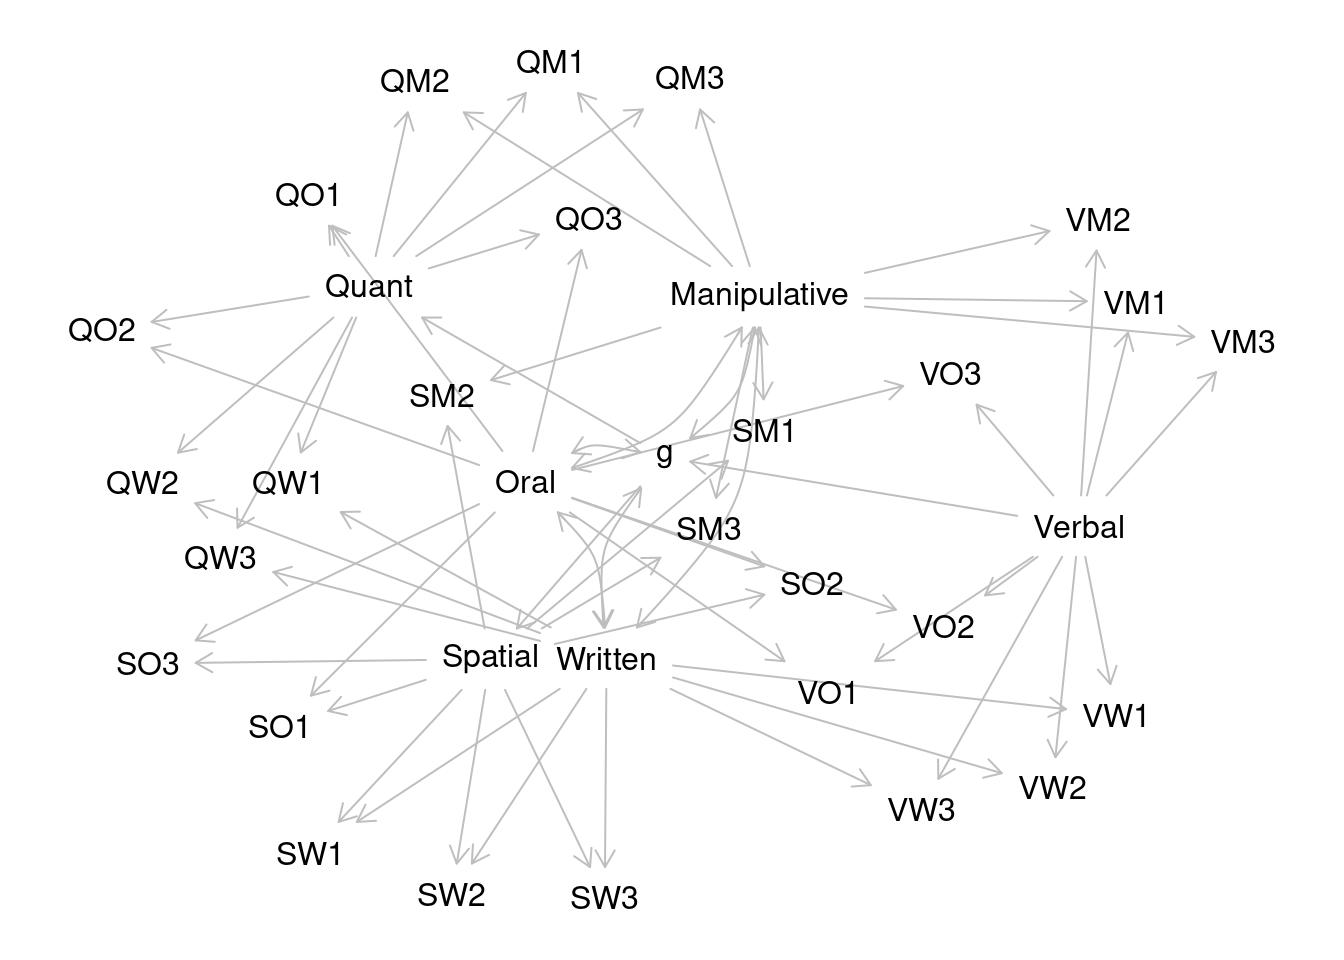 QM1
QM2
QM3
QO1
QO3
VM2
Quant
Manipulative
VM1
QO2
VM3
VO3
SM2
SM1
g
QW2
QW1
Oral
SM3
Verbal
QW3
SO2
VO2
SO3
Spatial
Written
VO1
SO1
VW1
VW2
VW3
SW1
SW2
SW3